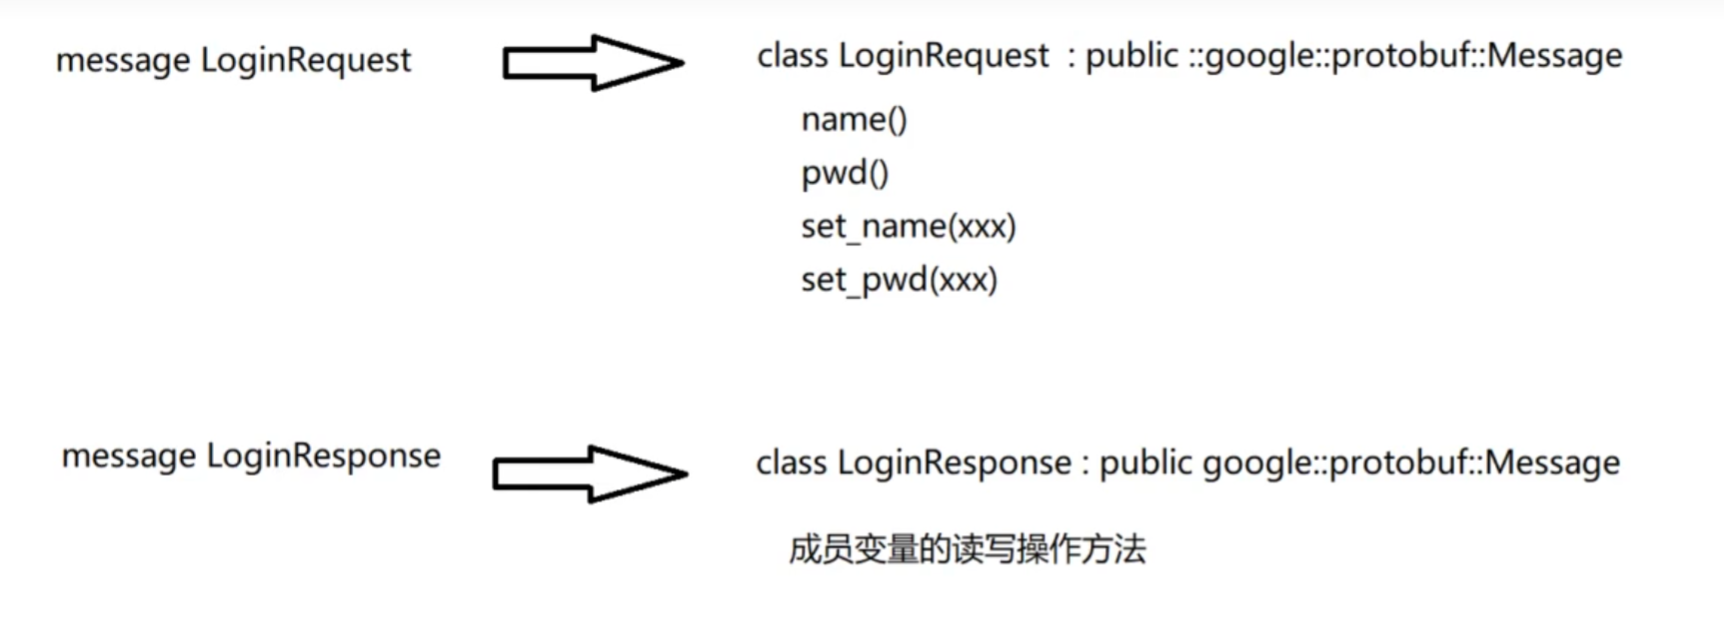 message LoginRequest
class LoginRequest : public ::google::protobuf::Message
name()
pwd()
set_name(xxx)
set_pwd(xxx)
message LoginResponse
class LoginResponse : public google::protobuf::Message
成员变量的读写操作方法